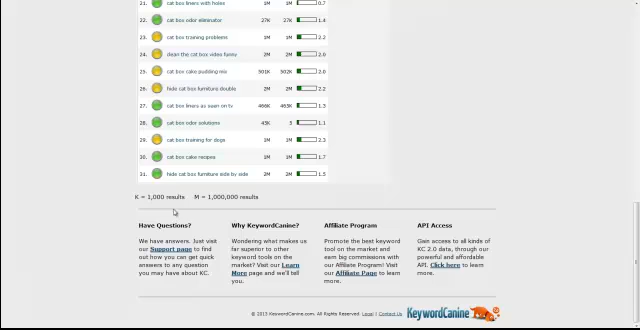 21. cat box liners with holes 1M 1M 0.7
22. cat box odor eliminator 27K 27K 1.4
23. cat box training problems 1M 1M 2.2
24. clean the cat box video funny 2M 2M 2.0
25. cat box cake pudding mix 501K 502K 2.0
26. hide cat box furniture double 2M 2M 2.2
27. cat box liners as seen on tv 466K 465K 1.3
28. cat box odor solutions 45K 5 1.1
29. cat box training for dogs 1M 1M 2.3
30. cat box cake recipes 1M 1M 1.7
31. hide cat box furniture side by side 2M 2M 1.5
K = 1,000 results M = 1,000,000 results
Have Questions?
We have answers. Just visit
our Support page to find
out how you can get quick
answers to any question
you may have about KC.
Why KeywordCanine?
Wondering what makes us
far superior to other
keyword tools on the
market? Visit our Learn
More page and we'll tell
you.
Affiliate Program
Promote the best keyword
tool on the market and
earn big commissions with
our Affiliate Program! Visit
our Affiliate Page to learn
more.
API Access
Gain access to all kinds of
KC 2.0 data, through our
powerful and affordable
API. Click here to learn
more.
© 2013 KeywordCanine.com. All Rights Reserved. Legal | Contact Us
KeywordCanine